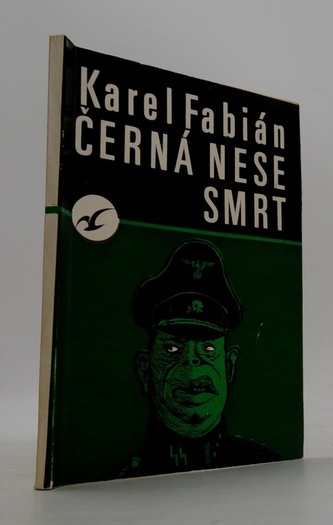 Karel Fabián
ČERNÁ NESE
SMRT